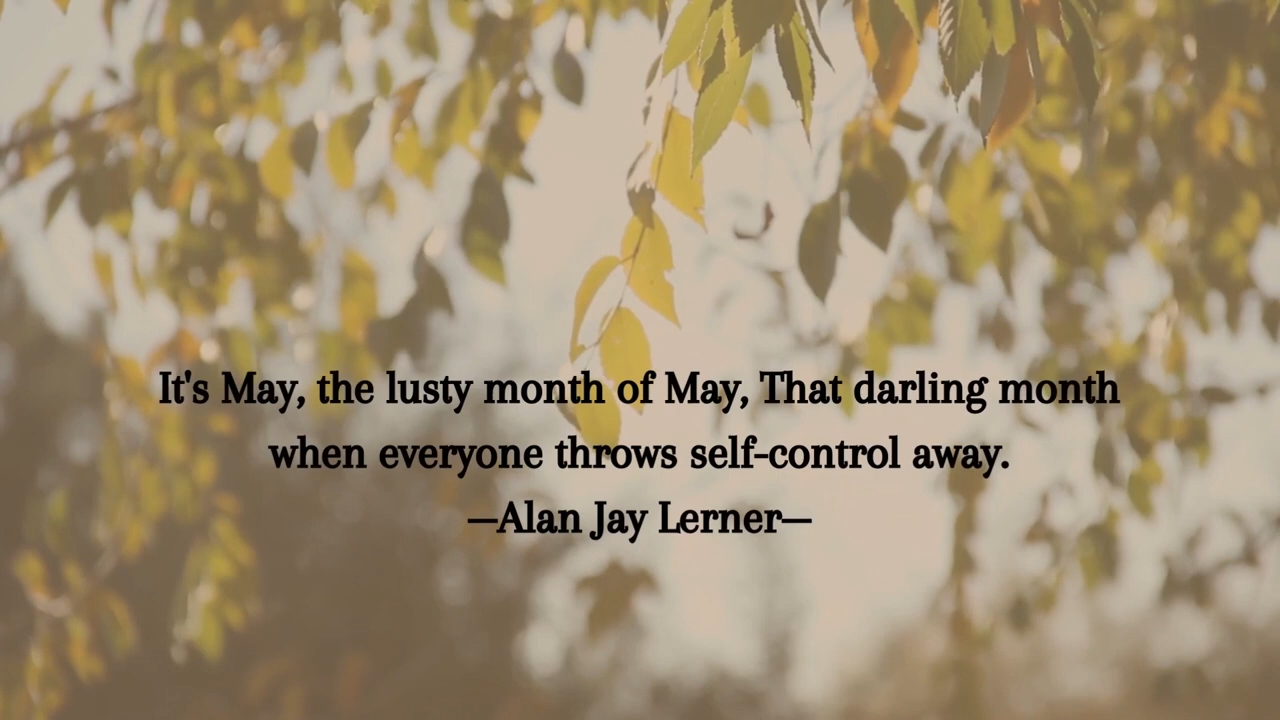 It's May, the lusty month of May, That darling month
when everyone throws self-control away.
—Alan Jay Lerner—